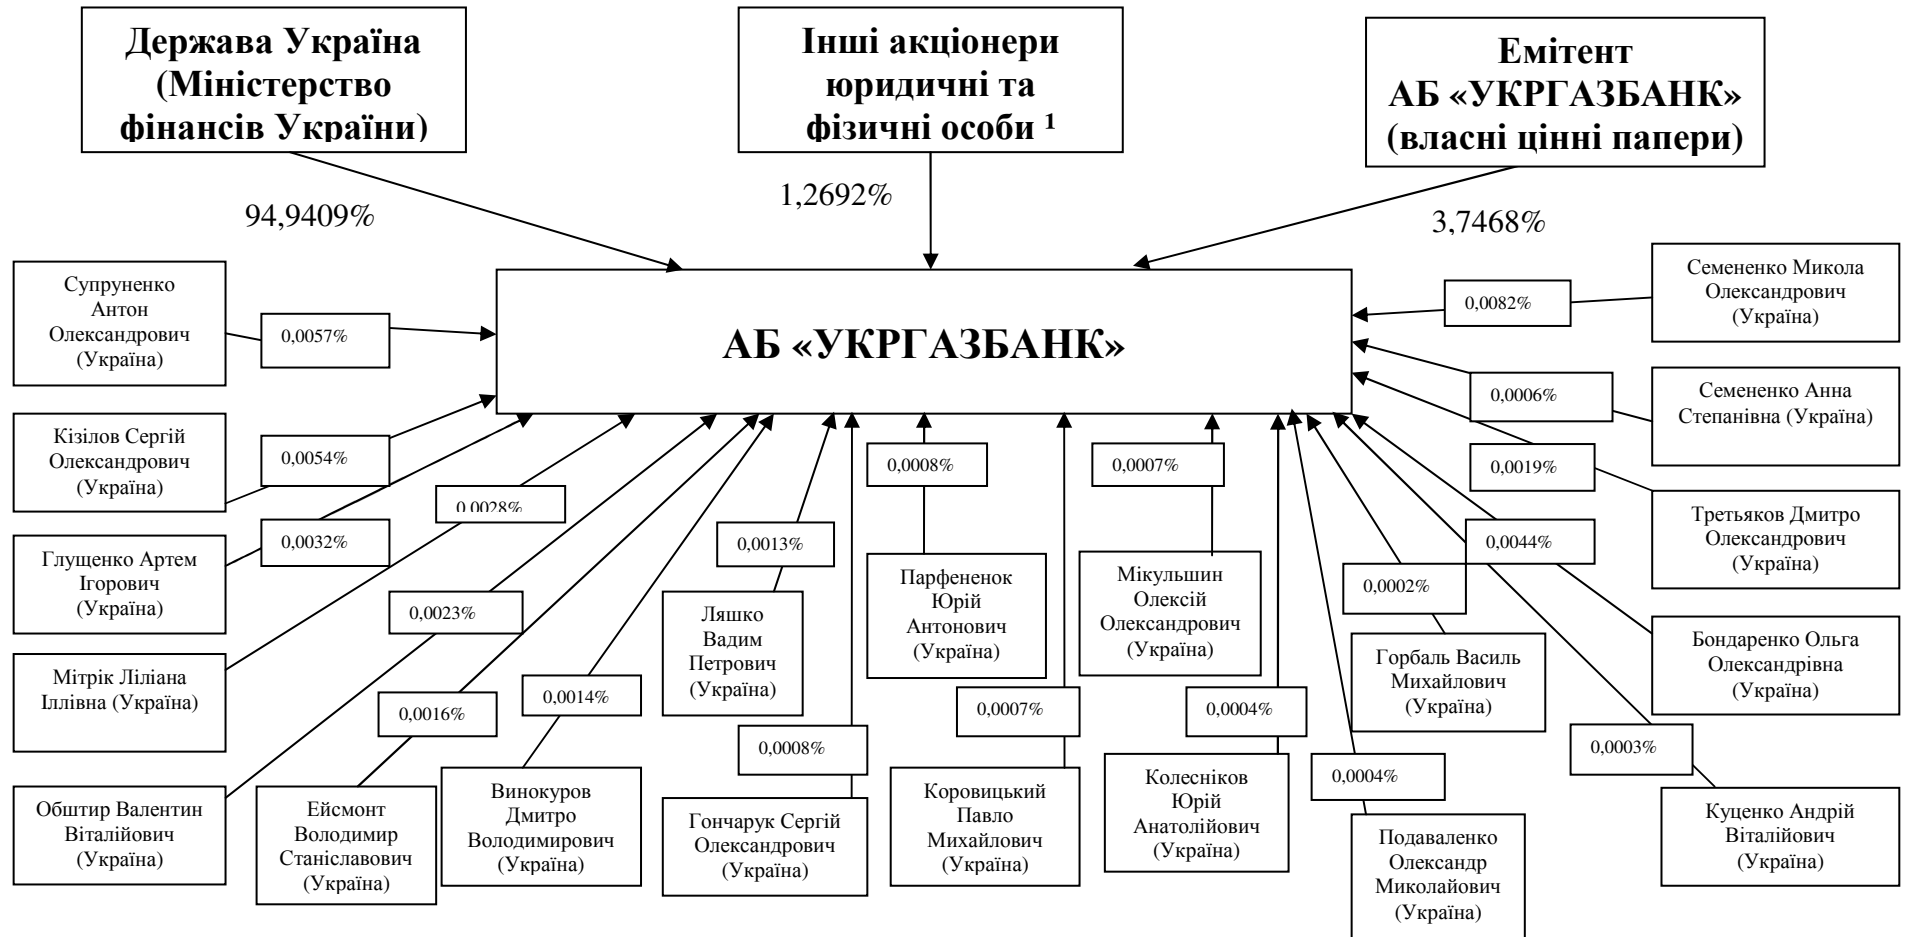 Держава Україна
(Міністерство
фінансів України)
Інші акціонери
юридичні та
фізичні особи ¹
Емітент
АБ «УКРГАЗБАНК»
(власні цінні папери)
94,9409%
1,2692%
3,7468%
АБ «УКРГАЗБАНК»
Супруненко
Антон
Олександрович
(Україна)
0,0057%
Кізілов Сергій
Олександрович
(Україна)
0,0054%
Глущенко Артем
Ігорович
(Україна)
0,0032%
Мітрік Ліліана
Іллівна (Україна)
0,0028%
Обштир Валентин
Віталійович
(Україна)
0,0023%
Ейсмонт
Володимир
Станіславович
(Україна)
0,0016%
Винокуров
Дмитро
Володимирович
(Україна)
0,0014%
Ляшко
Вадим
Петрович
(Україна)
0,0013%
Гончарук Сергій
Олександрович
(Україна)
0,0008%
Парфененок
Юрій
Антонович
(Україна)
0,0008%
Коровицький
Павло
Михайлович
(Україна)
0,0007%
Мікульшин
Олексій
Олександрович
(Україна)
0,0007%
Колесніков
Юрій
Анатолійович
(Україна)
0,0004%
Подаваленко
Олександр
Миколайович
(Україна)
0,0004%
Горбаль Василь
Михайлович
(Україна)
0,0002%
Куценко Андрій
Віталійович
(Україна)
0,0003%
Бондаренко Ольга
Олександрівна
(Україна)
0,0044%
Третьяков Дмитро
Олександрович
(Україна)
0,0019%
Семененко Анна
Степанівна (Україна)
0,0006%
Семененко Микола
Олександрович
(Україна)
0,0082%